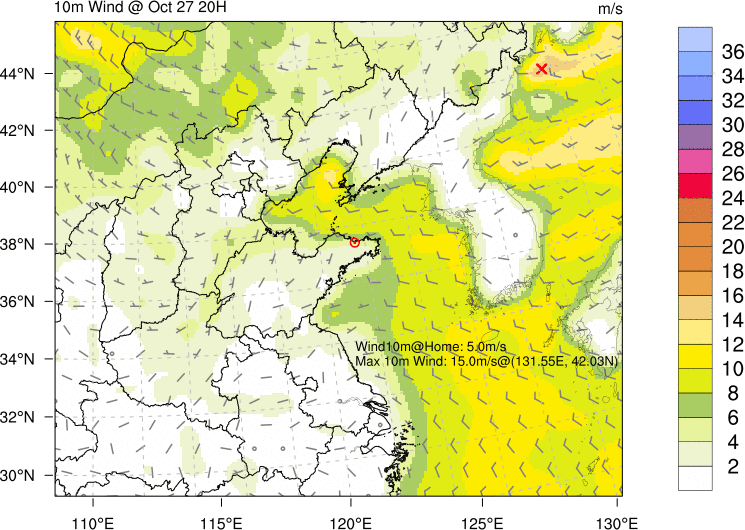 10m Wind @ Oct 27 20H
m/s
44°N
42°N
40°N
38°N
36°N
34°N
32°N
30°N
110°E
115°E
120°E
125°E
130°E
Wind10m@Home: 5.0m/s
Max 10m Wind: 15.0m/s@(131.55E, 42.03N)
36
34
32
30
28
26
24
22
20
18
16
14
12
10
8
6
4
2